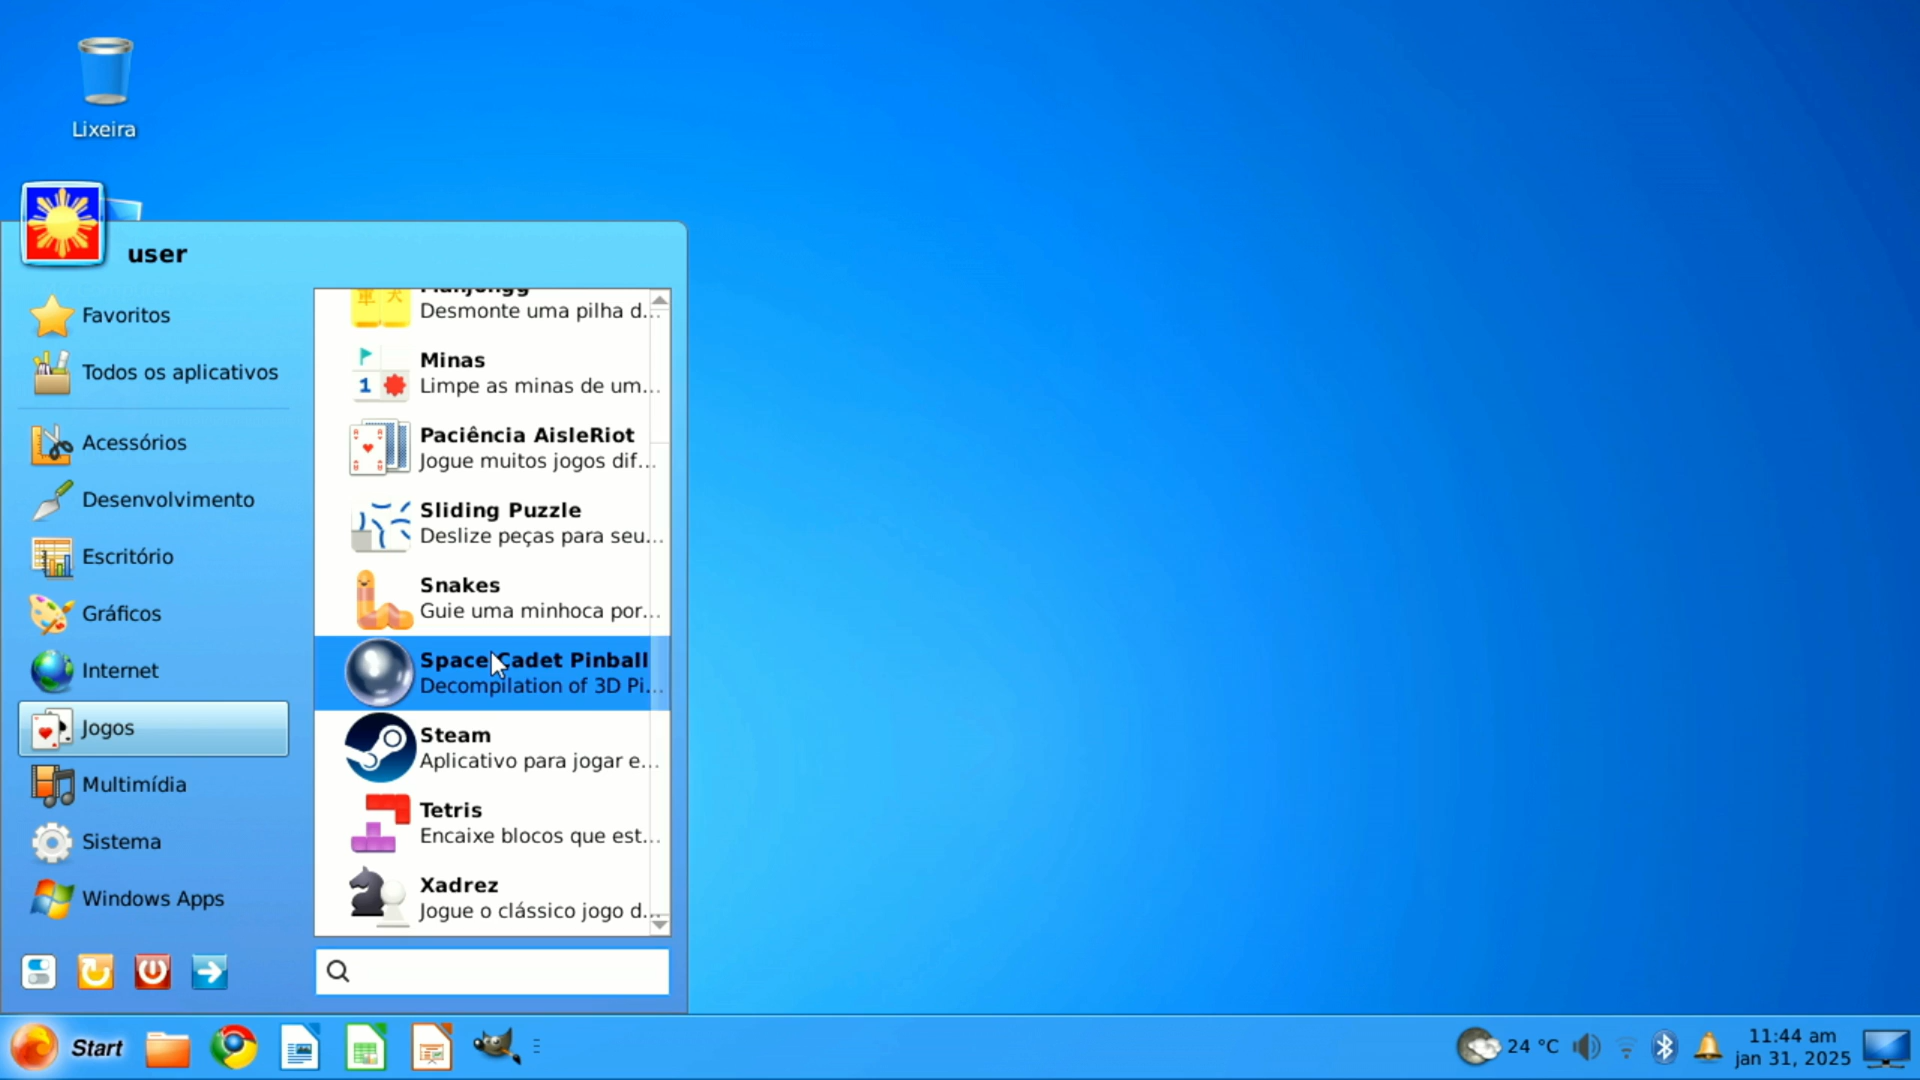 Lixeira
user
Favoritos
Todos os aplicativos
Acessórios
Desenvolvimento
Escritório
Gráficos
Internet
Jogos
Multimídia
Sistema
Windows Apps
Mahjongg
Desmonte uma pilha d...
Minas
Limpe as minas de um...
Paciência AisleRiot
Jogue muitos jogos dif...
Sliding Puzzle
Deslize peças para seu...
Snakes
Guie uma minhoca por...
Space Cadet Pinball
Decompilation of 3D Pi...
Steam
Aplicativo para jogar e...
Tetris
Encaixe blocos que est...
Xadrez
Jogue o clássico jogo d...
Start
24 °C
11:44 am
jan 31, 2025